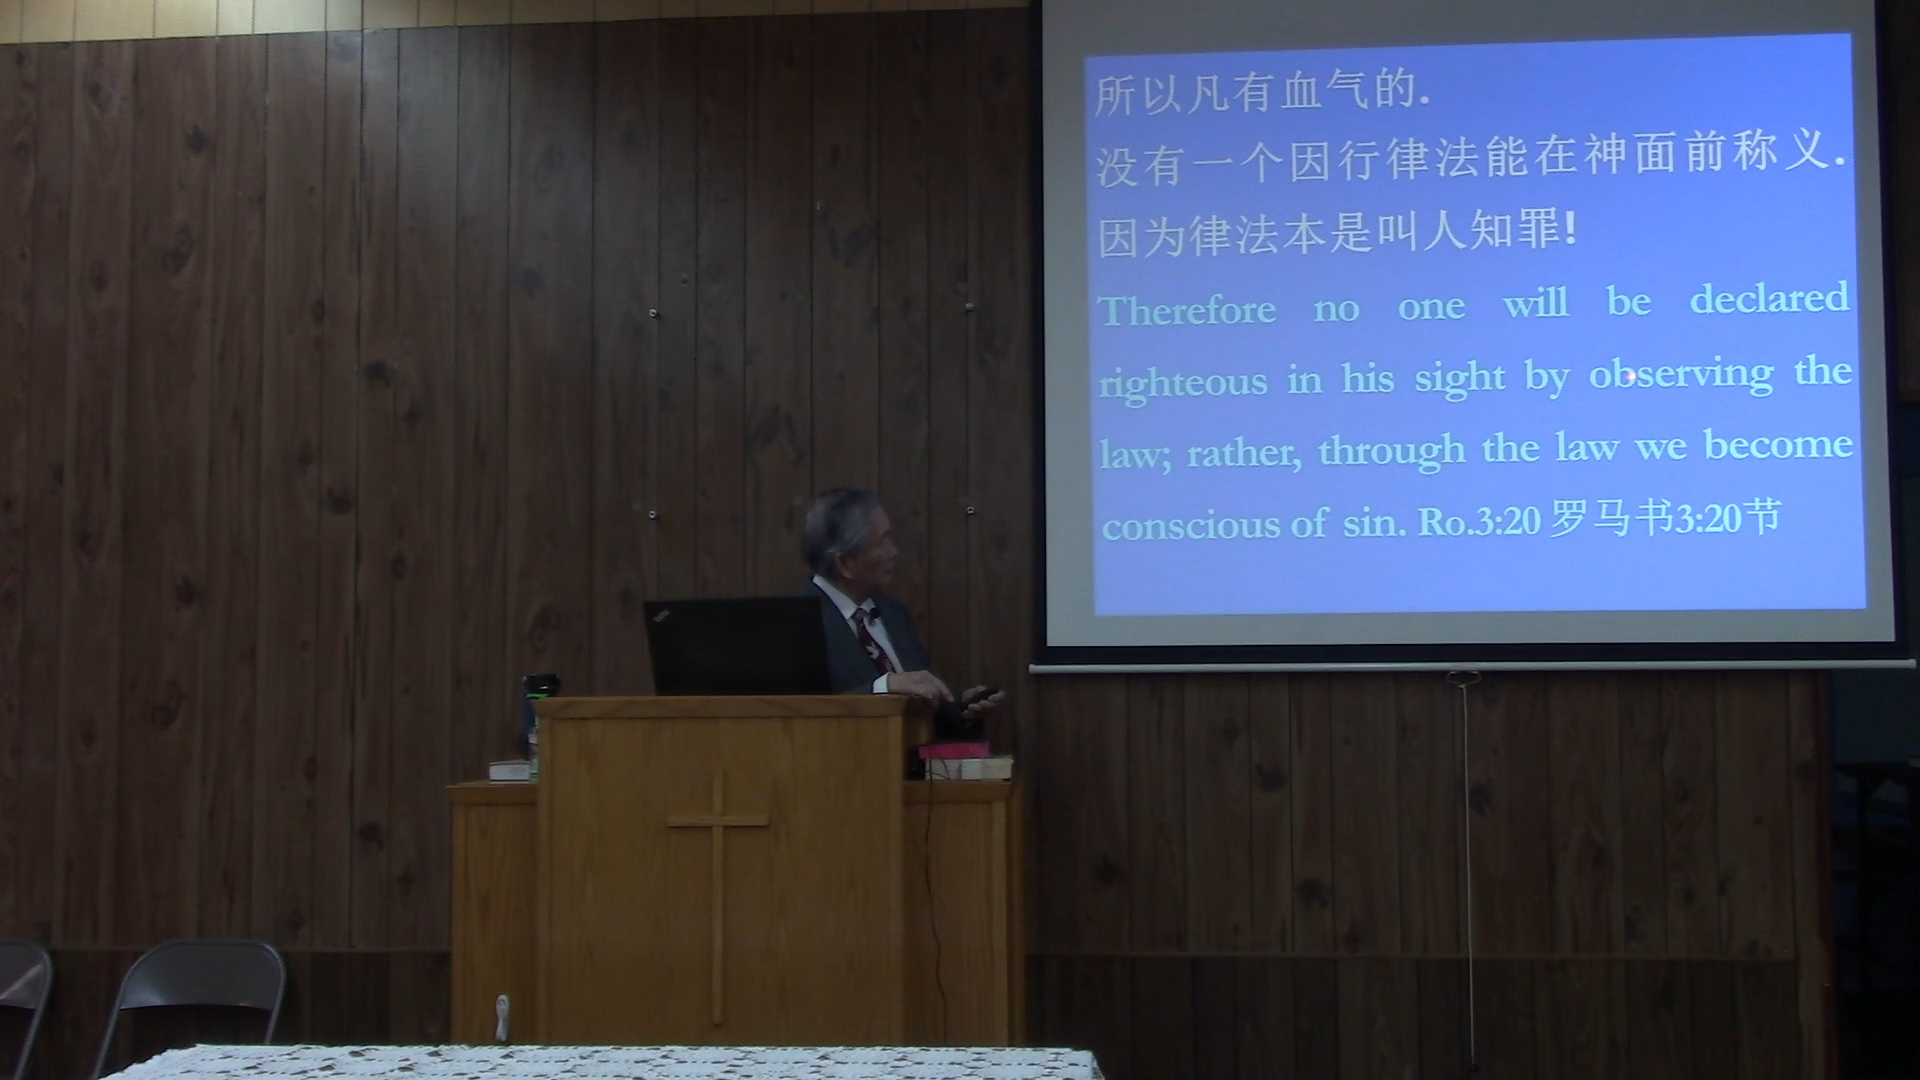 所以凡有血气的.
没有一个因行律法能在神面前称义.
因为律法本是叫人知罪!
Therefore no one will be declared
righteous in his sight by observing the
law; rather, through the law we become
conscious of sin. Ro.3:20 罗马书3:20节